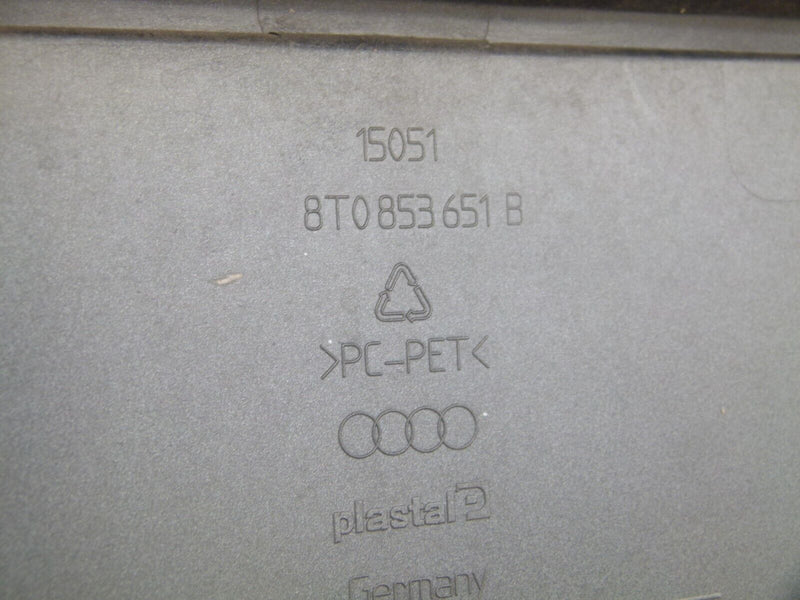 15051
8T0 853 651 B
>PC-PET<
plastal
Germany